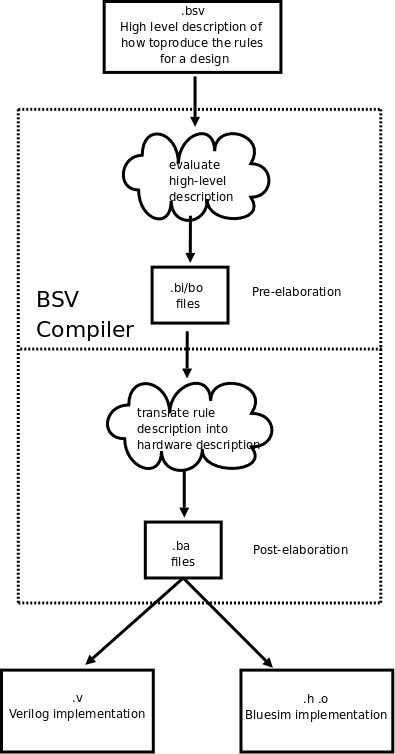 .bsv
High level description of
how toproduce the rules
for a design
evaluate
high-level
description
.bi/bo
files
Pre-elaboration
BSV
Compiler
translate rule
description into
hardware description
.ba
files
Post-elaboration
.v
Verilog implementation
.h .o
Bluesim implementation